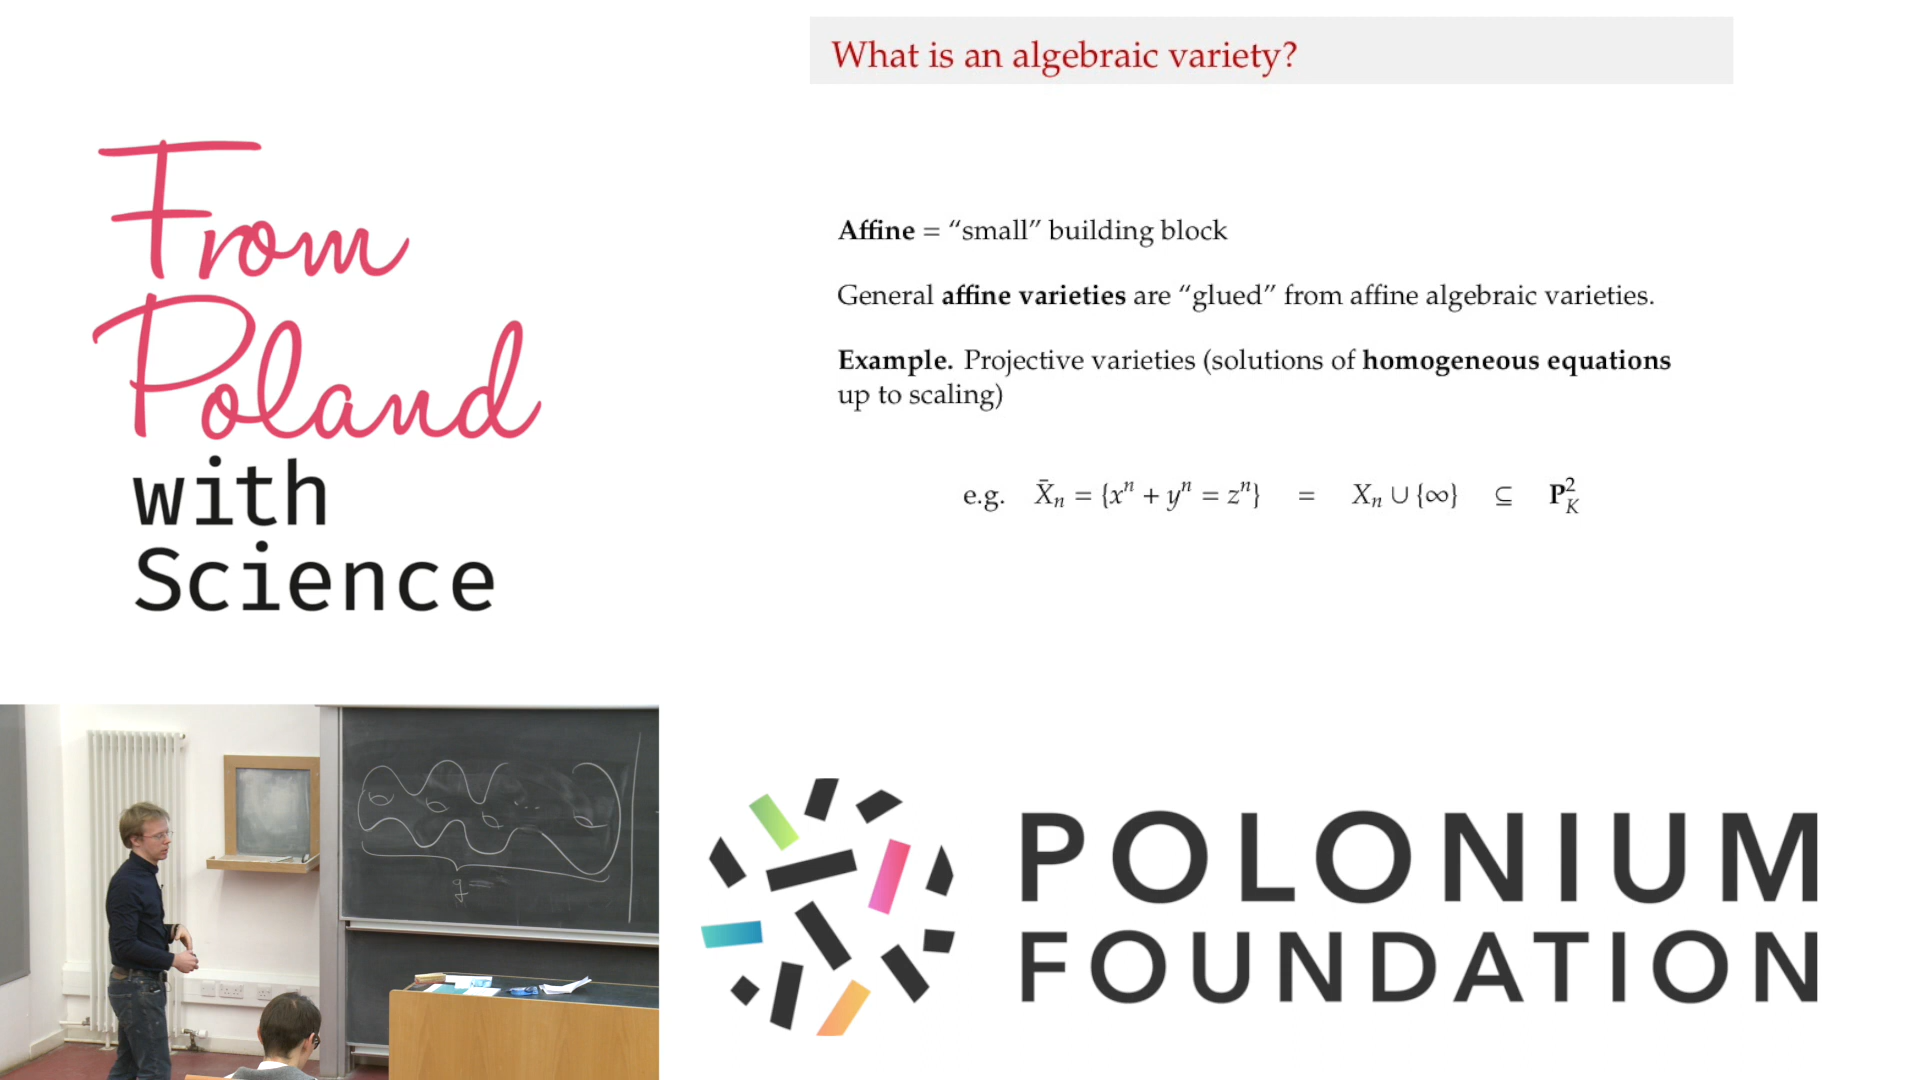 What is an algebraic variety?
From
Poland
with
Science
Affine = “small” building block
General affine varieties are “glued” from affine algebraic varieties.
Example. Projective varieties (solutions of homogeneous equations
up to scaling)
e.g. X̄ₙ = {xⁿ + yⁿ = zⁿ} = Xₙ ∪ {∞} ⊆ P²_K
g =
POLONIUM
FOUNDATION